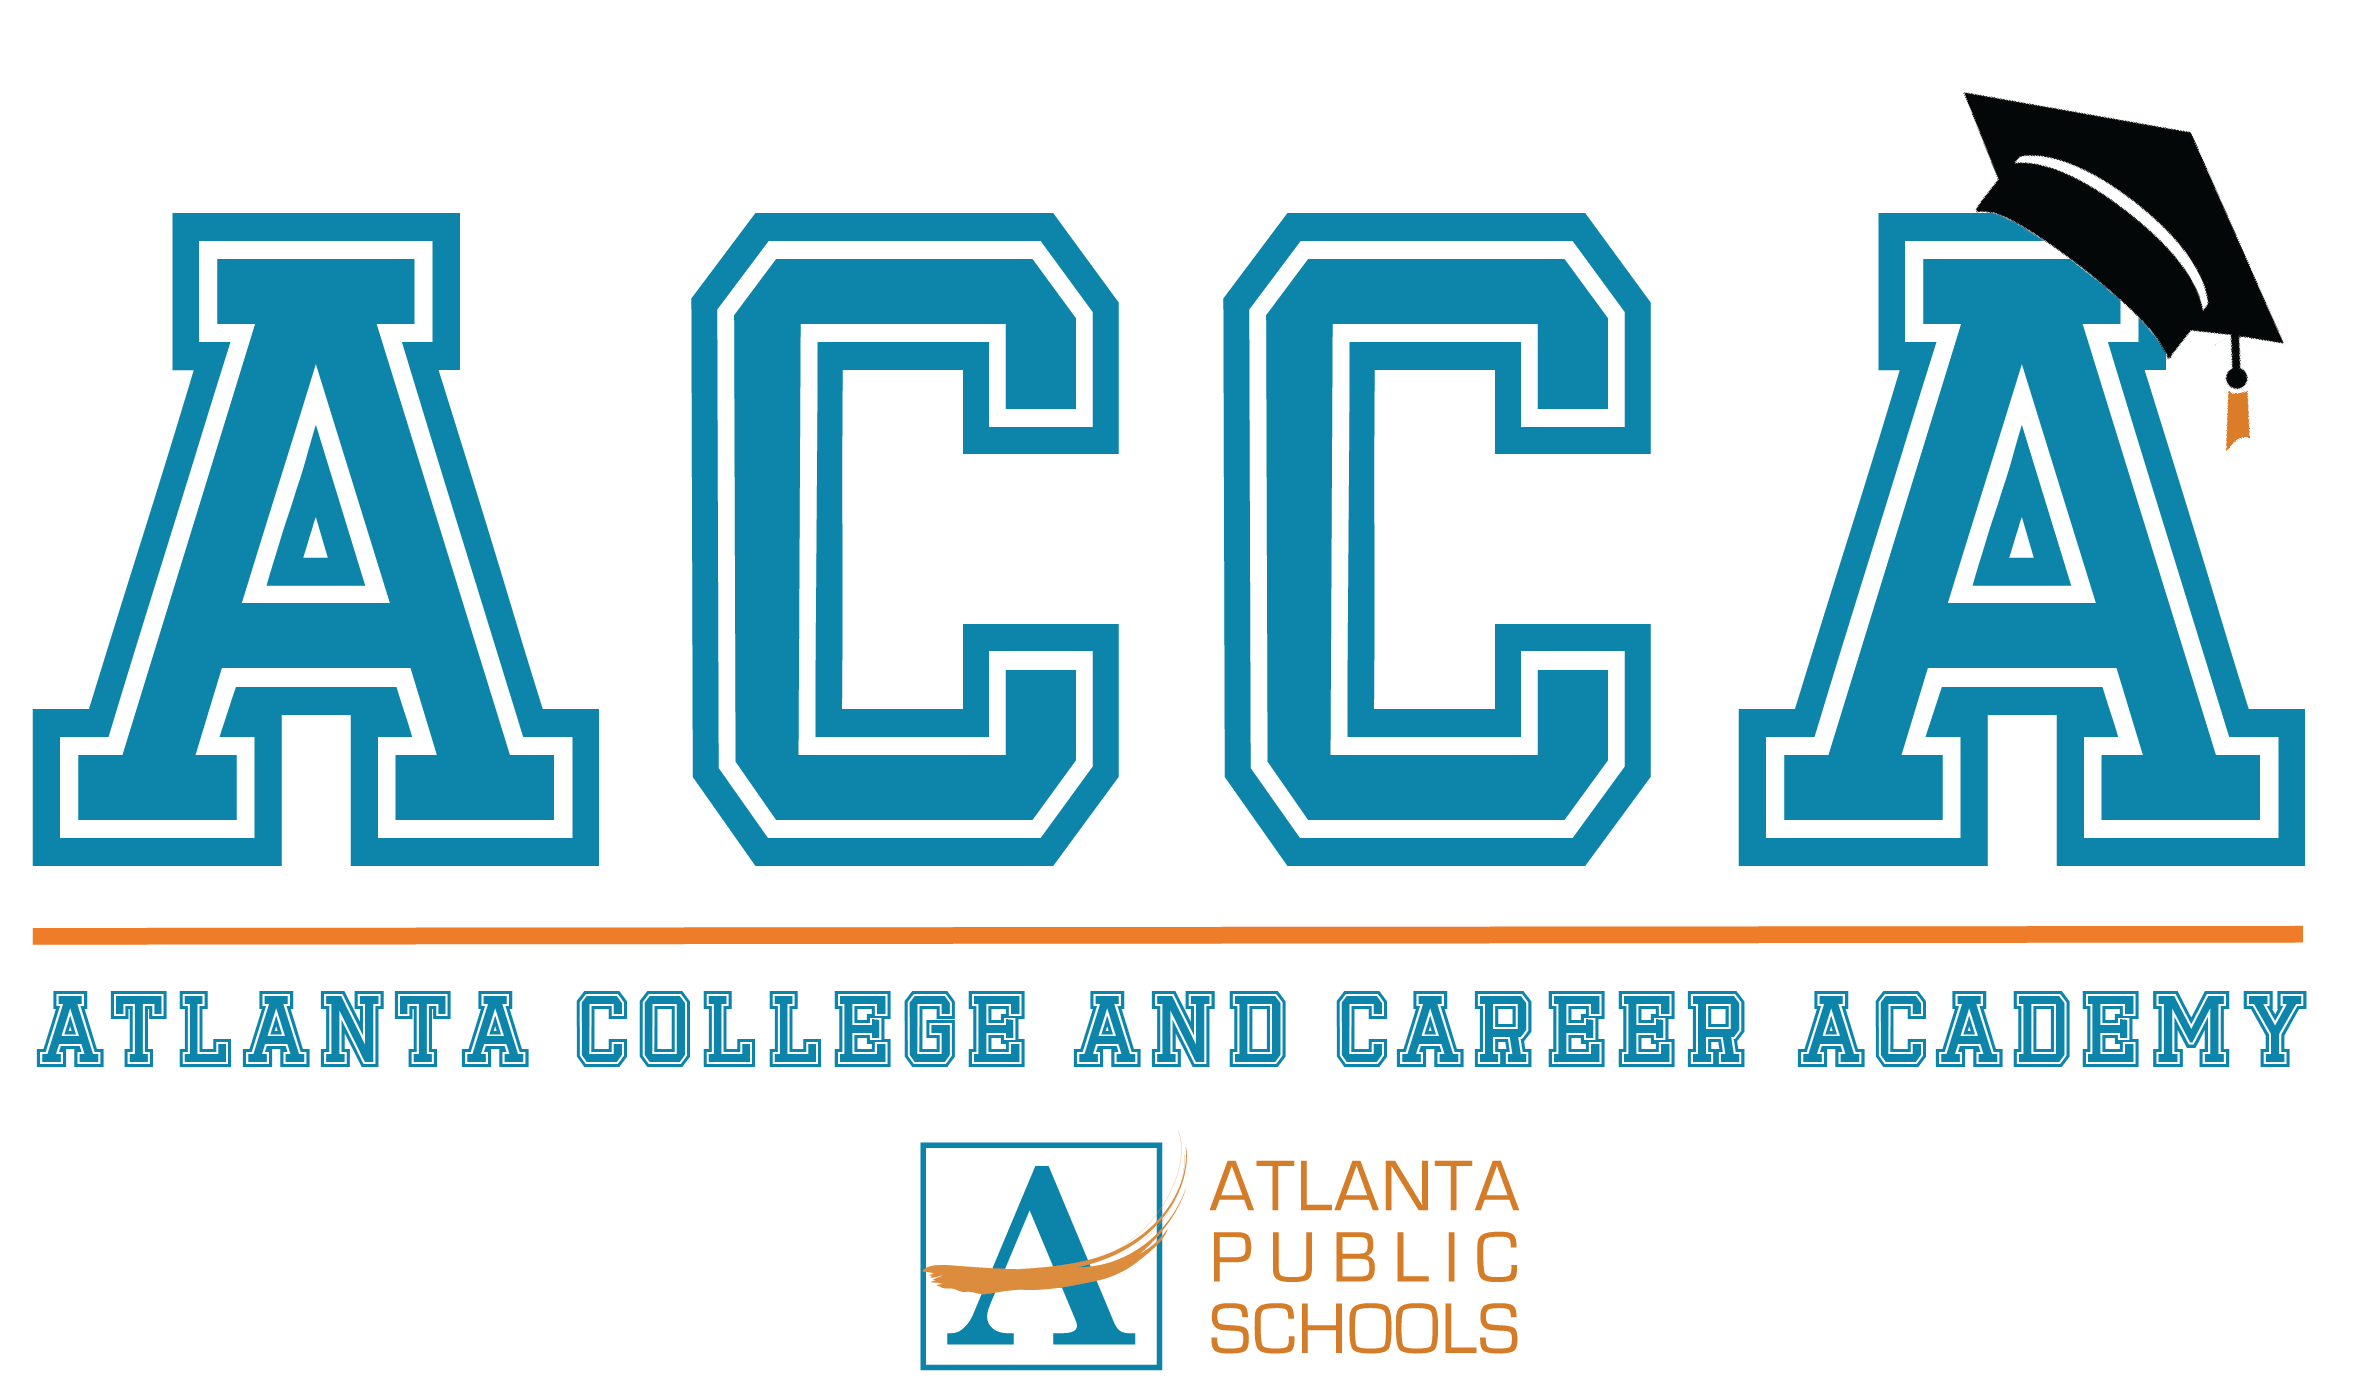 ACCA
ATLANTA COLLEGE AND CAREER ACADEMY
A
ATLANTA
PUBLIC
SCHOOLS